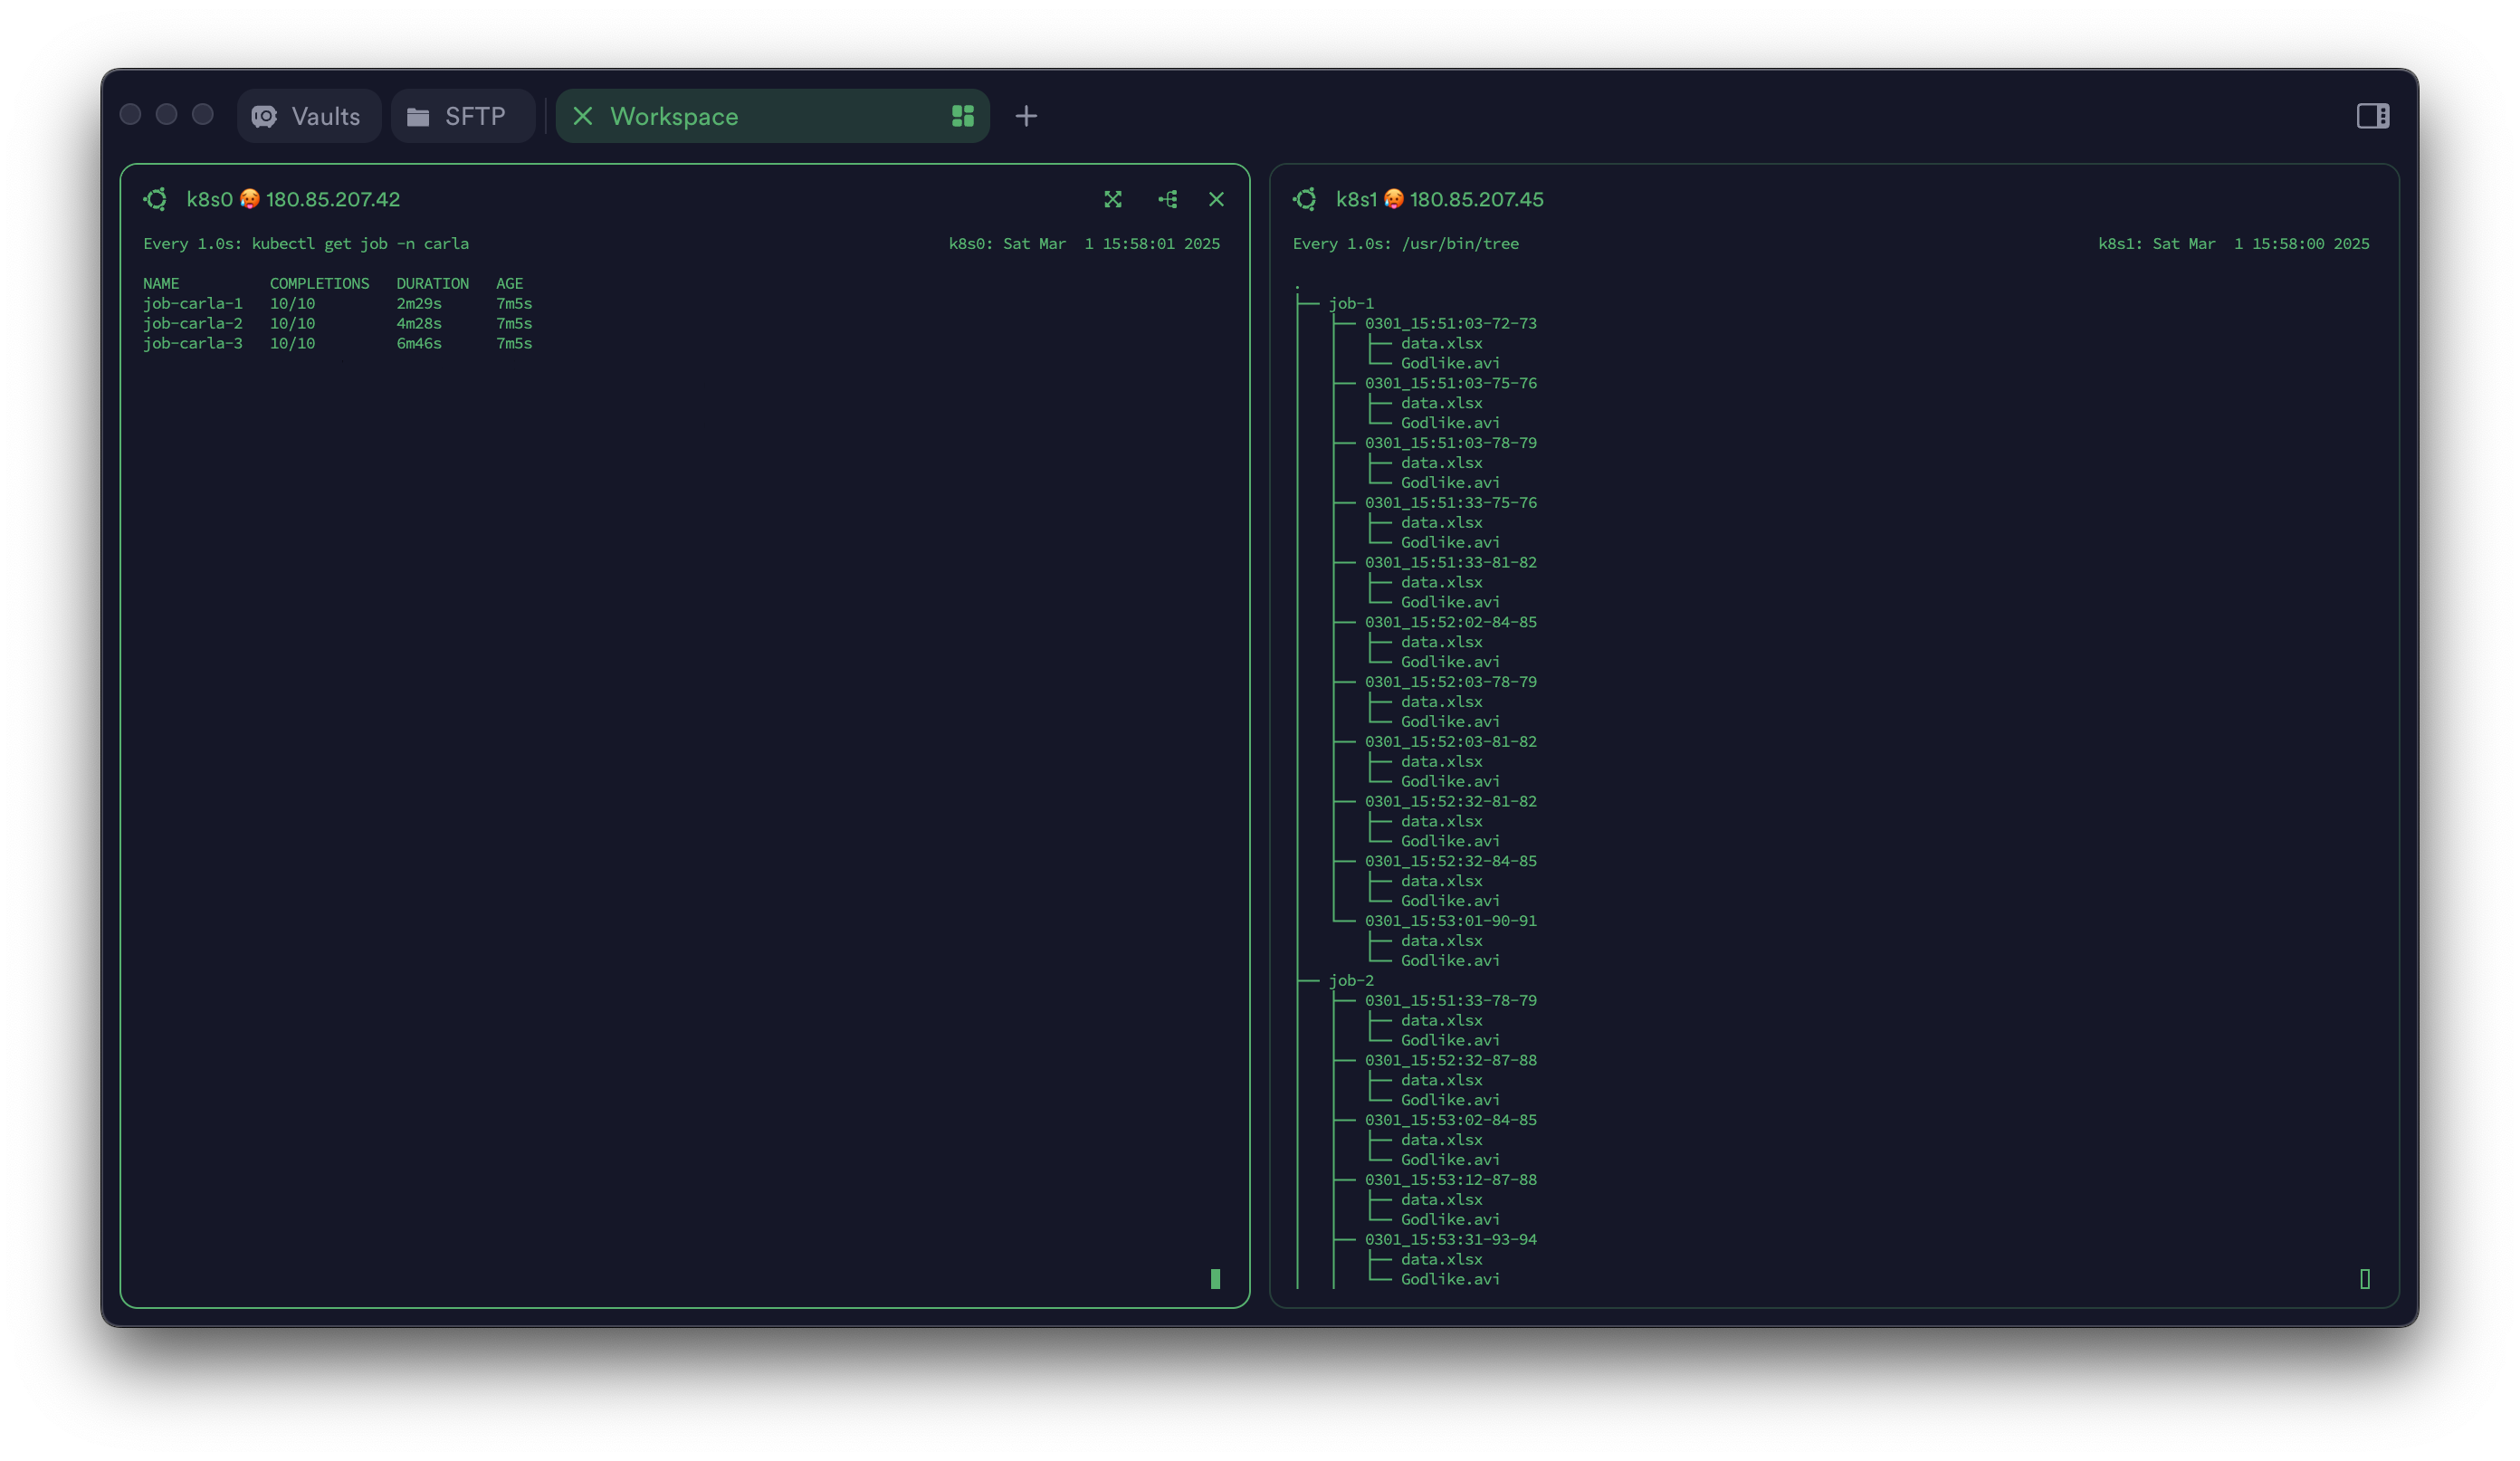 Vaults
SFTP
Workspace
k8s0 🥵 180.85.207.42
Every 1.0s: kubectl get job -n carla    k8s0: Sat Mar  1 15:58:01 2025
NAME          COMPLETIONS   DURATION   AGE
job-carla-1   10/10         2m29s      7m5s
job-carla-2   10/10         4m28s      7m5s
job-carla-3   10/10         6m46s      7m5s
k8s1 🥵 180.85.207.45
Every 1.0s: /usr/bin/tree    k8s1: Sat Mar  1 15:58:00 2025
.
├── job-1
│   ├── 0301_15:51:03-72-73
│   │   ├── data.xlsx
│   │   └── Godlike.avi
│   ├── 0301_15:51:03-75-76
│   │   ├── data.xlsx
│   │   └── Godlike.avi
│   ├── 0301_15:51:03-78-79
│   │   ├── data.xlsx
│   │   └── Godlike.avi
│   ├── 0301_15:51:33-75-76
│   │   ├── data.xlsx
│   │   └── Godlike.avi
│   ├── 0301_15:51:33-81-82
│   │   ├── data.xlsx
│   │   └── Godlike.avi
│   ├── 0301_15:52:02-84-85
│   │   ├── data.xlsx
│   │   └── Godlike.avi
│   ├── 0301_15:52:03-78-79
│   │   ├── data.xlsx
│   │   └── Godlike.avi
│   ├── 0301_15:52:03-81-82
│   │   ├── data.xlsx
│   │   └── Godlike.avi
│   ├── 0301_15:52:32-81-82
│   │   ├── data.xlsx
│   │   └── Godlike.avi
│   ├── 0301_15:52:32-84-85
│   │   ├── data.xlsx
│   │   └── Godlike.avi
│   └── 0301_15:53:01-90-91
│       ├── data.xlsx
│       └── Godlike.avi
├── job-2
│   ├── 0301_15:51:33-78-79
│   │   ├── data.xlsx
│   │   └── Godlike.avi
│   ├── 0301_15:52:32-87-88
│   │   ├── data.xlsx
│   │   └── Godlike.avi
│   ├── 0301_15:53:02-84-85
│   │   ├── data.xlsx
│   │   └── Godlike.avi
│   ├── 0301_15:53:12-87-88
│   │   ├── data.xlsx
│   │   └── Godlike.avi
│   ├── 0301_15:53:31-93-94
│   │   ├── data.xlsx
│   │   └── Godlike.avi